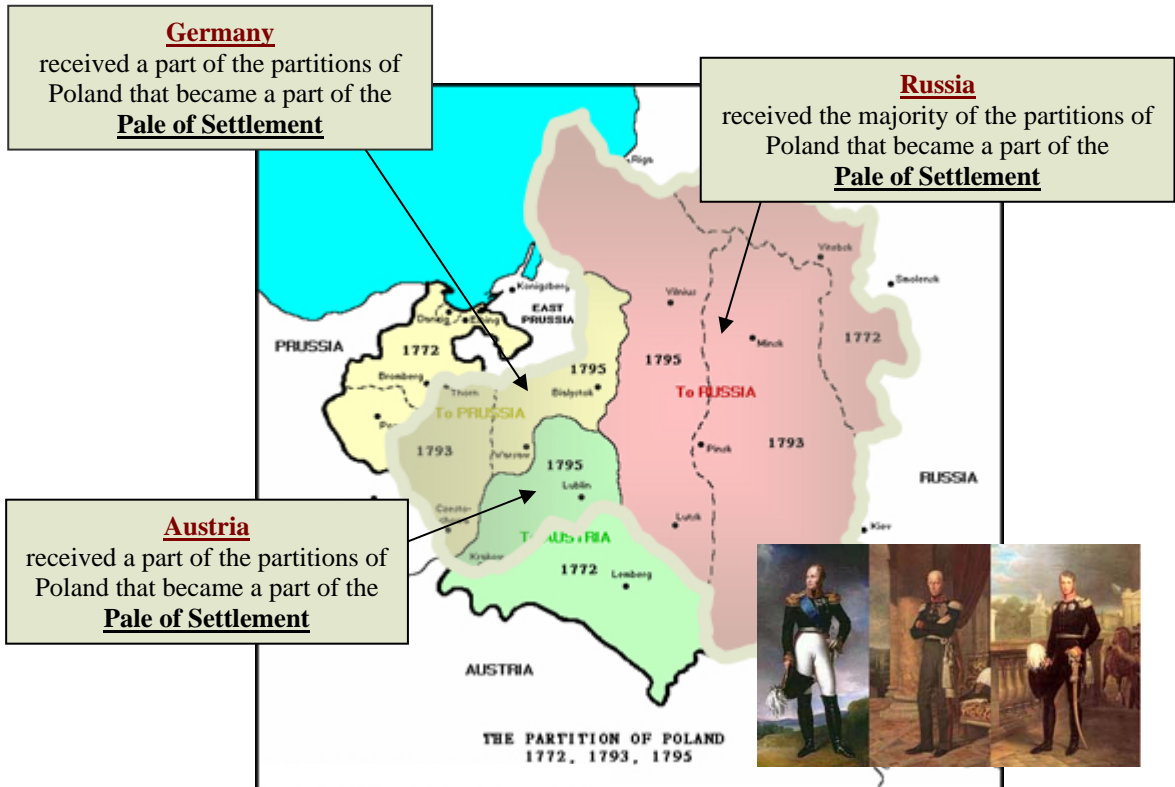 Germany
received a part of the partitions of
Poland that became a part of the
Pale of Settlement
Russia
received the majority of the partitions of
Poland that became a part of the
Pale of Settlement
Riga
Vitebsk
Smolensk
Konigsberg
EAST
PRUSSIA
Vilnius
Danzig
Elbing
PRUSSIA
1772
Minsk
1772
1795
1795
Bromberg
Thorn
Bialystok
To RUSSIA
To PRUSSIA
1793
Warsaw
Pinsk
1793
1795
RUSSIA
Lublin
Austria
received a part of the partitions of
Poland that became a part of the
Pale of Settlement
Lutsk
Kiev
AUSTRIA
Krakow
1772
Lemberg
AUSTRIA
THE PARTITION OF POLAND
1772, 1793, 1795